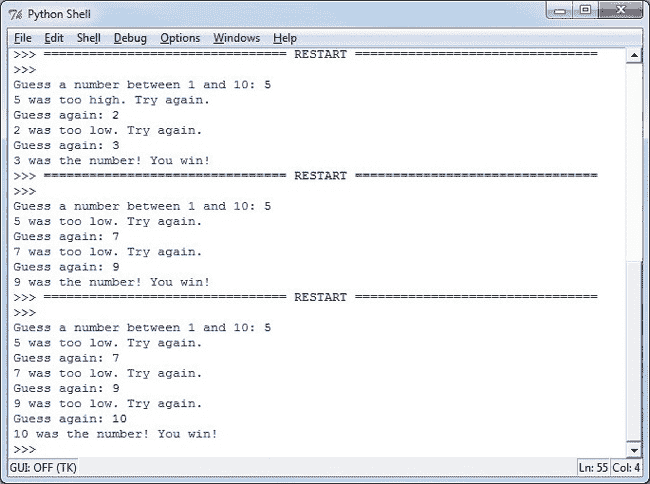 Python Shell
File Edit Shell Debug Options Windows Help
>>> ================================ RESTART ================================
>>>
Guess a number between 1 and 10: 5
5 was too high. Try again.
Guess again: 2
2 was too low. Try again.
Guess again: 3
3 was the number! You win!
>>> ================================ RESTART ================================
>>>
Guess a number between 1 and 10: 5
5 was too low. Try again.
Guess again: 7
7 was too low. Try again.
Guess again: 9
9 was the number! You win!
>>> ================================ RESTART ================================
>>>
Guess a number between 1 and 10: 5
5 was too low. Try again.
Guess again: 7
7 was too low. Try again.
Guess again: 9
9 was too low. Try again.
Guess again: 10
10 was the number! You win!
>>>
GUI: OFF (TK) Ln: 55 Col: 4